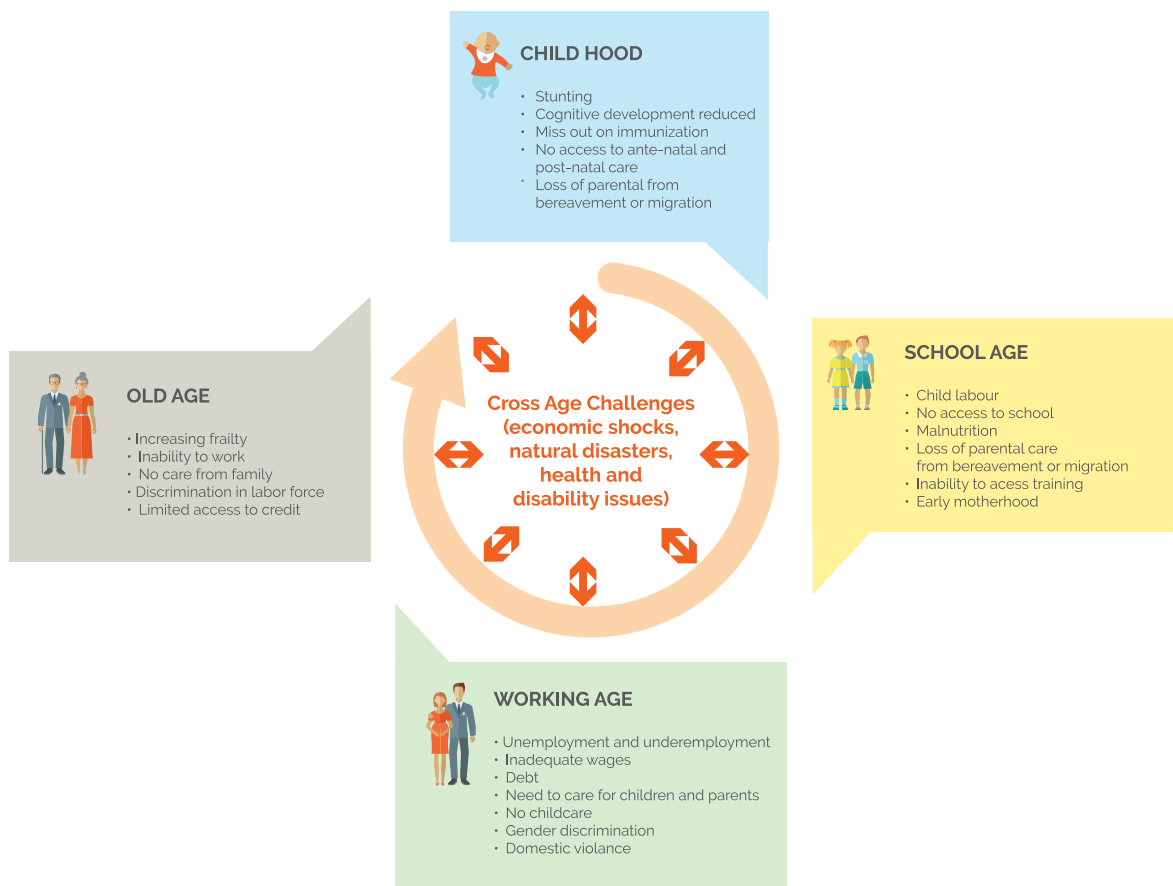 CHILD HOOD
• Stunting
• Cognitive development reduced
• Miss out on immunization
• No access to ante-natal and
post-natal care
• Loss of parental from
bereavement or migration
SCHOOL AGE
• Child labour
• No access to school
• Malnutrition
• Loss of parental care
from bereavement or migration
• Inability to acess training
• Early motherhood
Cross Age Challenges
(economic shocks,
natural disasters,
health and
disability issues)
OLD AGE
• Increasing frailty
• Inability to work
• No care from family
• Discrimination in labor force
• Limited access to credit
WORKING AGE
• Unemployment and underemployment
• Inadequate wages
• Debt
• Need to care for children and parents
• No childcare
• Gender discrimination
• Domestic violance